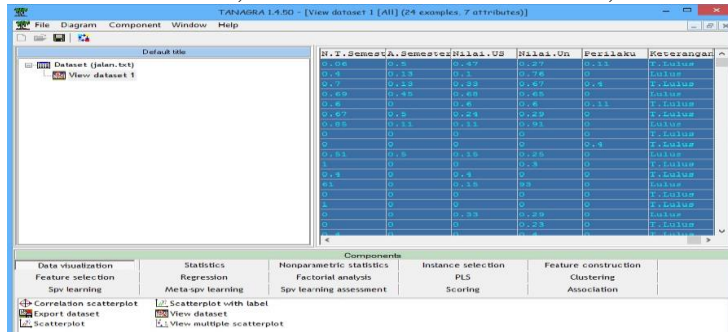 TANAGRA 1.4.50 - [View dataset 1 [All] (24 examples, 7 attributes)]
File Diagram Component Window Help
Default title
Dataset (jalan.txt)
View dataset 1
N.T.Semest A.Semester Nilai.US Nilai.Un Perilaku Keterangan
0.06 0.5 0.47 0.27 0.11 T.Lulus
0.4 0.13 0.1 0.76 0 Lulus
0.7 0.13 0.33 0.67 0.4 T.Lulus
0.69 0.45 0.68 0.65 0 Lulus
0.6 0 0.6 0.6 0.11 T.Lulus
0.67 0.5 0.24 0.29 0 T.Lulus
0.85 0.11 0.11 0.91 0 Lulus
0 0 0 0 0 T.Lulus
0 0 0 0 0.4 T.Lulus
0.51 0.5 0.15 0.25 0 Lulus
1 0 0 0.3 0 T.Lulus
0.4 0 0.4 0 0 T.Lulus
61 0 0.15 93 0 Lulus
0 0 0 0 0 T.Lulus
1 0 0 0 0 T.Lulus
0 0 0.33 0.29 0 Lulus
0 0 0 0.23 0 T.Lulus
Components
Data visualization Statistics Nonparametric statistics Instance selection Feature construction
Feature selection Regression Factorial analysis PLS Clustering
Spv learning Meta-spv learning Spv learning assessment Scoring Association
Correlation scatterplot Scatterplot with label
Export dataset View dataset
Scatterplot View multiple scatterplot